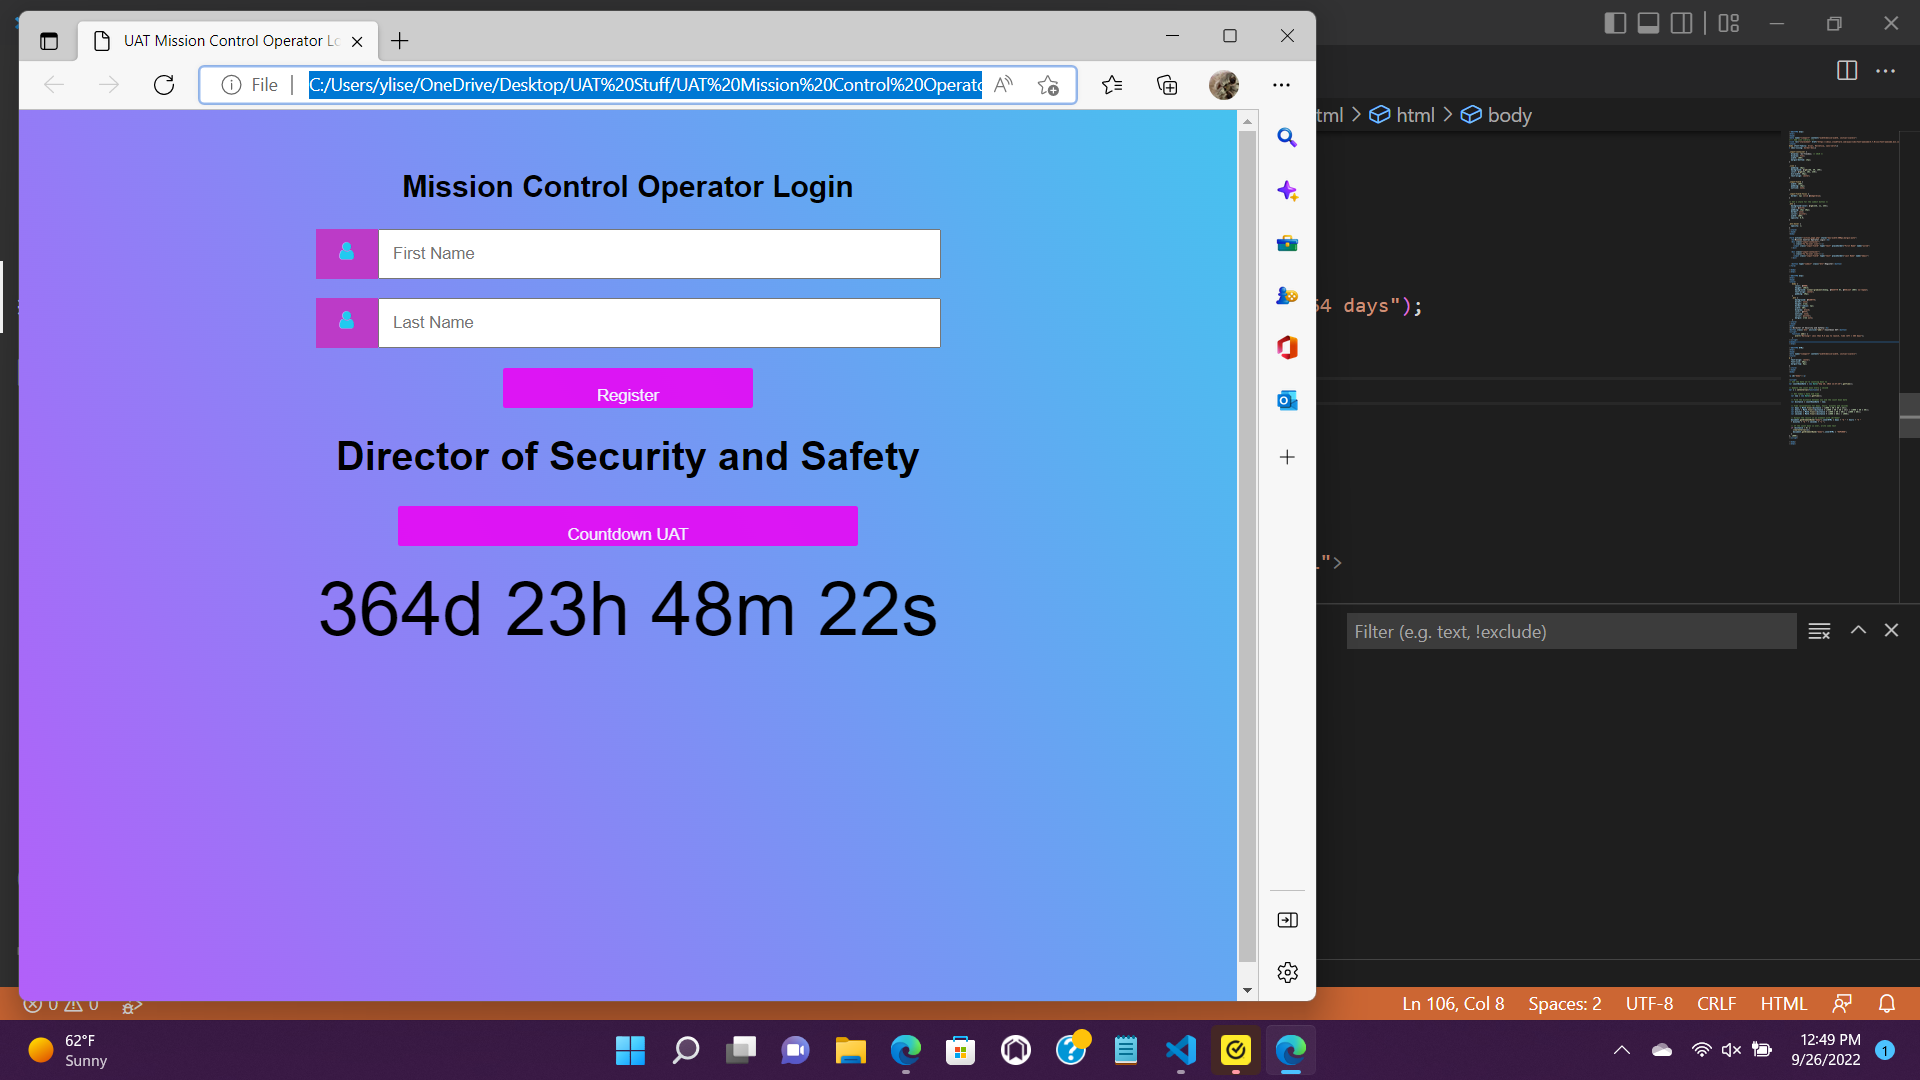 UAT Mission Control Operator Lo
File
C:/Users/ylise/OneDrive/Desktop/UAT%20Stuff/UAT%20Mission%20Control%20Operato
tml > html > body
Mission Control Operator Login
First Name
Last Name
Register
Director of Security and Safety
Countdown UAT
364d 23h 48m 22s
64 days");
">
Filter (e.g. text, !exclude)
0 0
Ln 106, Col 8 Spaces: 2 UTF-8 CRLF HTML
62°F
Sunny
12:49 PM
9/26/2022
1